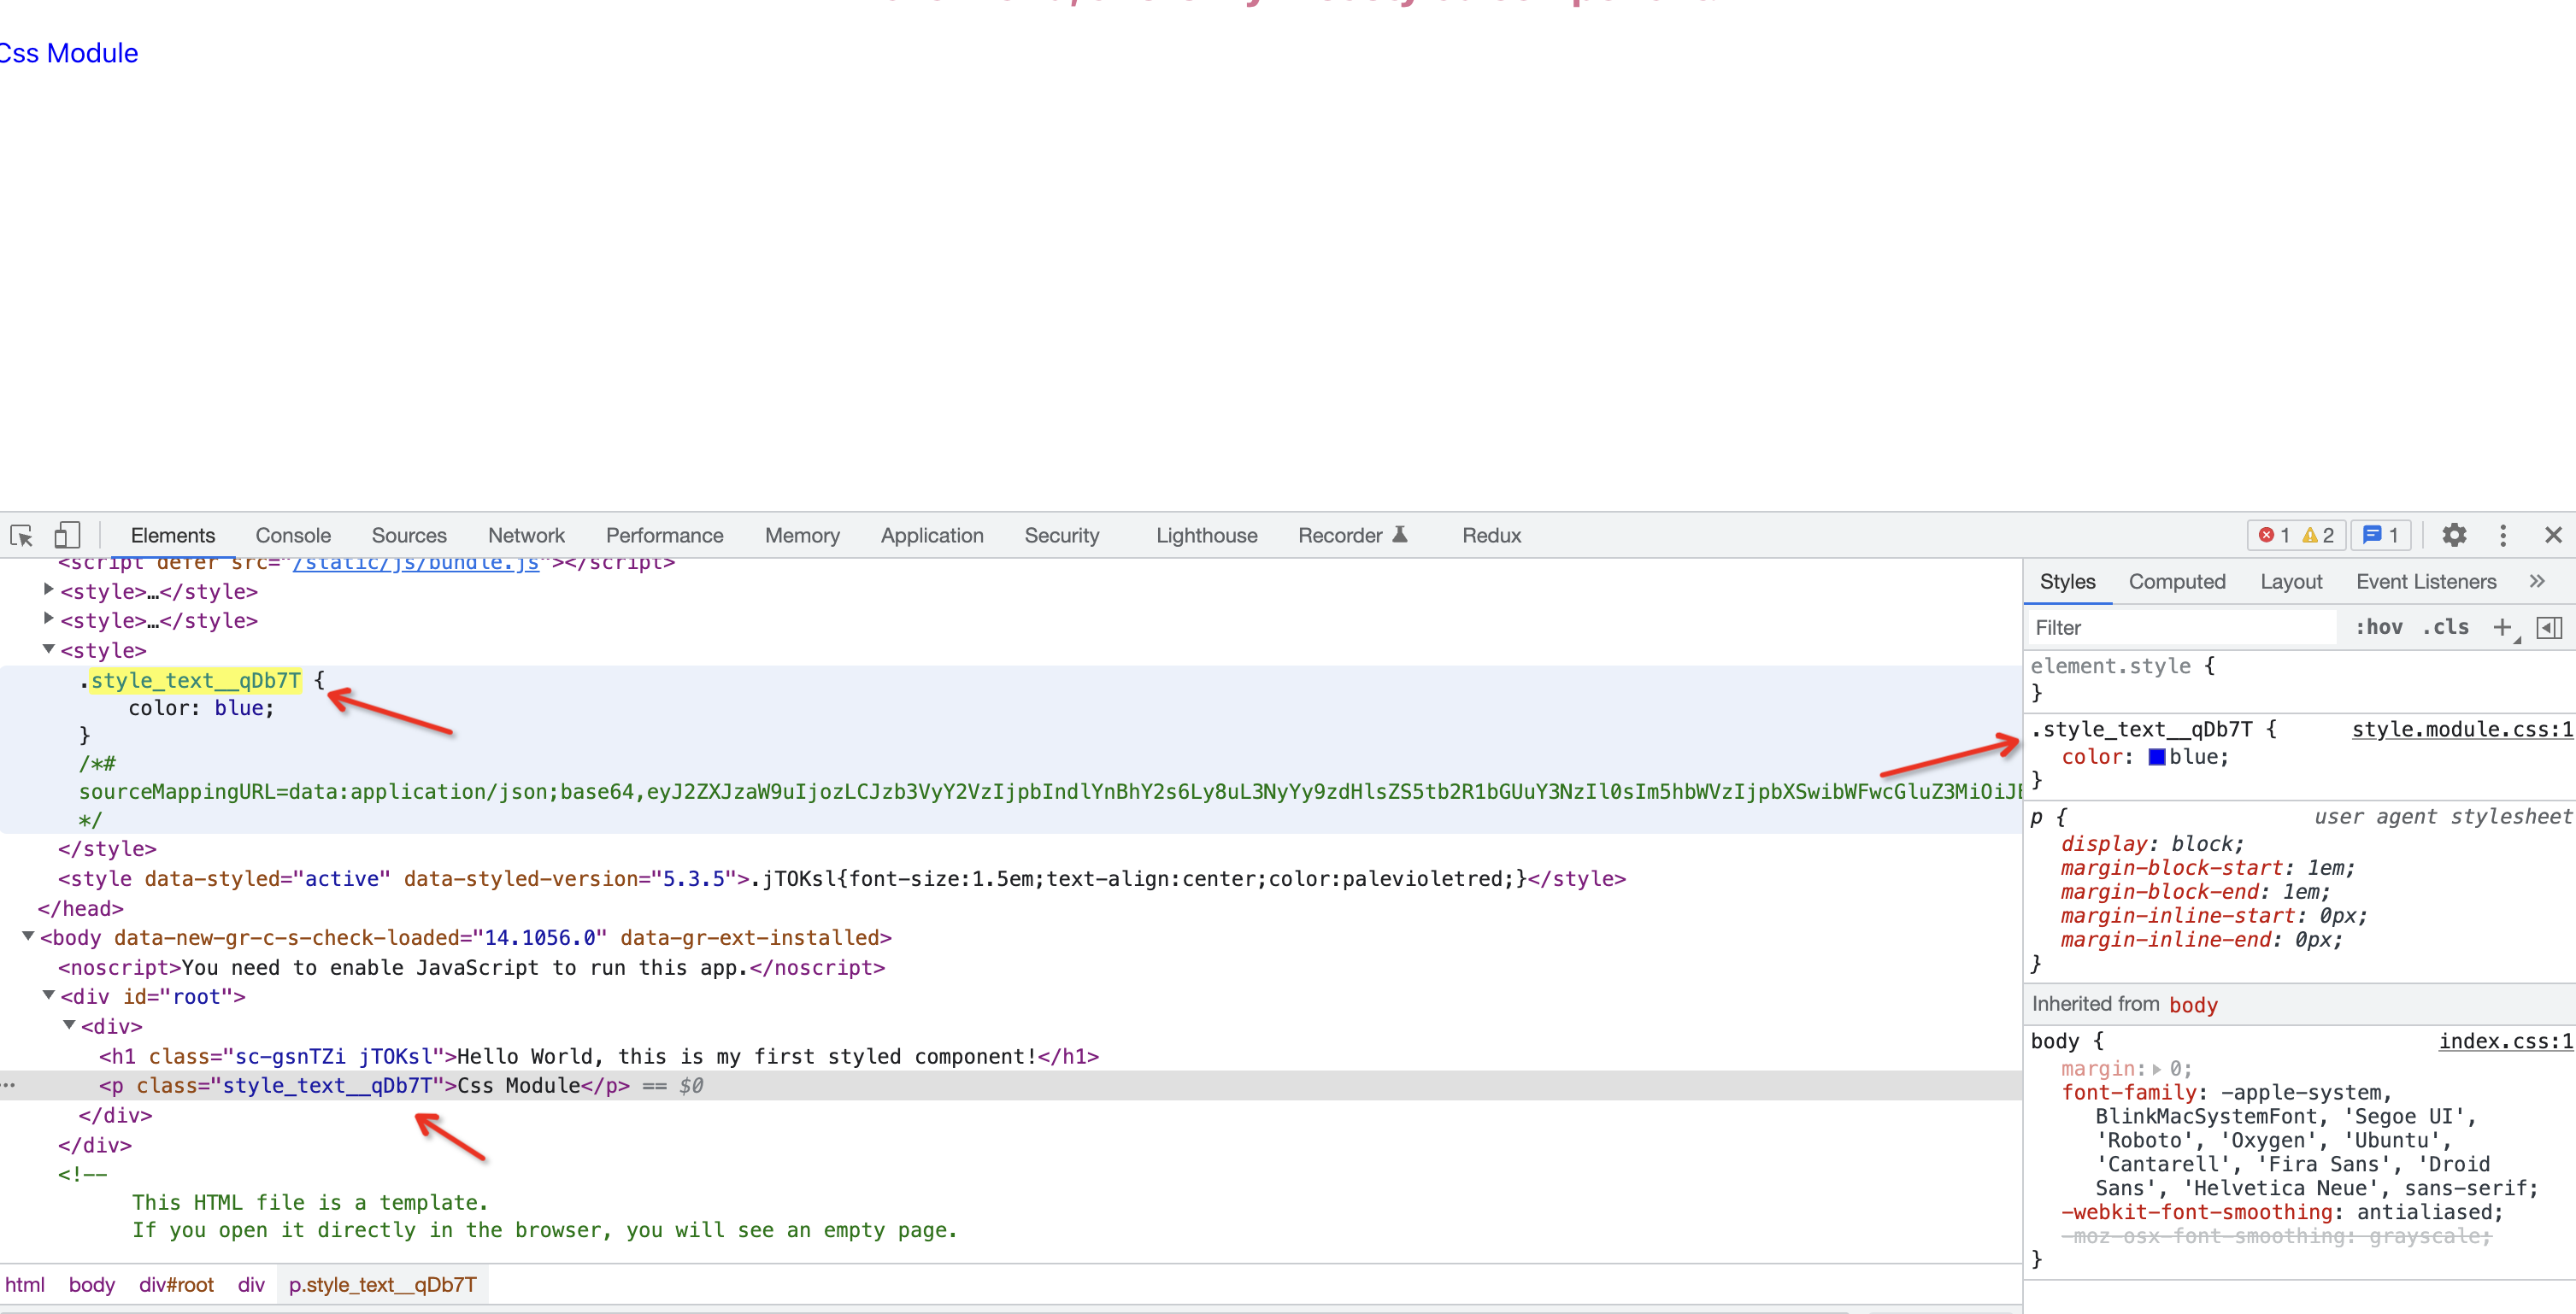 Css Module
Elements Console Sources Network Performance Memory Application Security Lighthouse Recorder Redux 1 2 1
<script defer src="/static/js/bundle.js"></script>
<style>…</style>
<style>…</style>
<style>
.style_text__qDb7T {
color: blue;
}
/*#
sourceMappingURL=data:application/json;base64,eyJ2ZXJzaW9uIjozLCJzb3VyY2VzIjpbIndlYnBhY2s6Ly8uL3NyYy9zdHlsZS5tb2R1bGUuY3NzIl0sIm5hbWVzIjpbXSwibWFwcGluZ3MiOiJE
*/
</style>
<style data-styled="active" data-styled-version="5.3.5">.jTOKsl{font-size:1.5em;text-align:center;color:palevioletred;}</style>
</head>
<body data-new-gr-c-s-check-loaded="14.1056.0" data-gr-ext-installed>
<noscript>You need to enable JavaScript to run this app.</noscript>
<div id="root">
<div>
<h1 class="sc-gsnTZi jTOKsl">Hello World, this is my first styled component!</h1>
<p class="style_text__qDb7T">Css Module</p> == $0
</div>
</div>
<!--
This HTML file is a template.
If you open it directly in the browser, you will see an empty page.
html body div#root div p.style_text__qDb7T
Styles Computed Layout Event Listeners
Filter :hov .cls
element.style {
}
.style_text__qDb7T { style.module.css:1
color: blue;
}
p { user agent stylesheet
display: block;
margin-block-start: 1em;
margin-block-end: 1em;
margin-inline-start: 0px;
margin-inline-end: 0px;
}
Inherited from body
body { index.css:1
margin: 0;
font-family: -apple-system,
BlinkMacSystemFont, 'Segoe UI',
'Roboto', 'Oxygen', 'Ubuntu',
'Cantarell', 'Fira Sans', 'Droid
Sans', 'Helvetica Neue', sans-serif;
-webkit-font-smoothing: antialiased;
-moz-osx-font-smoothing: grayscale;
}